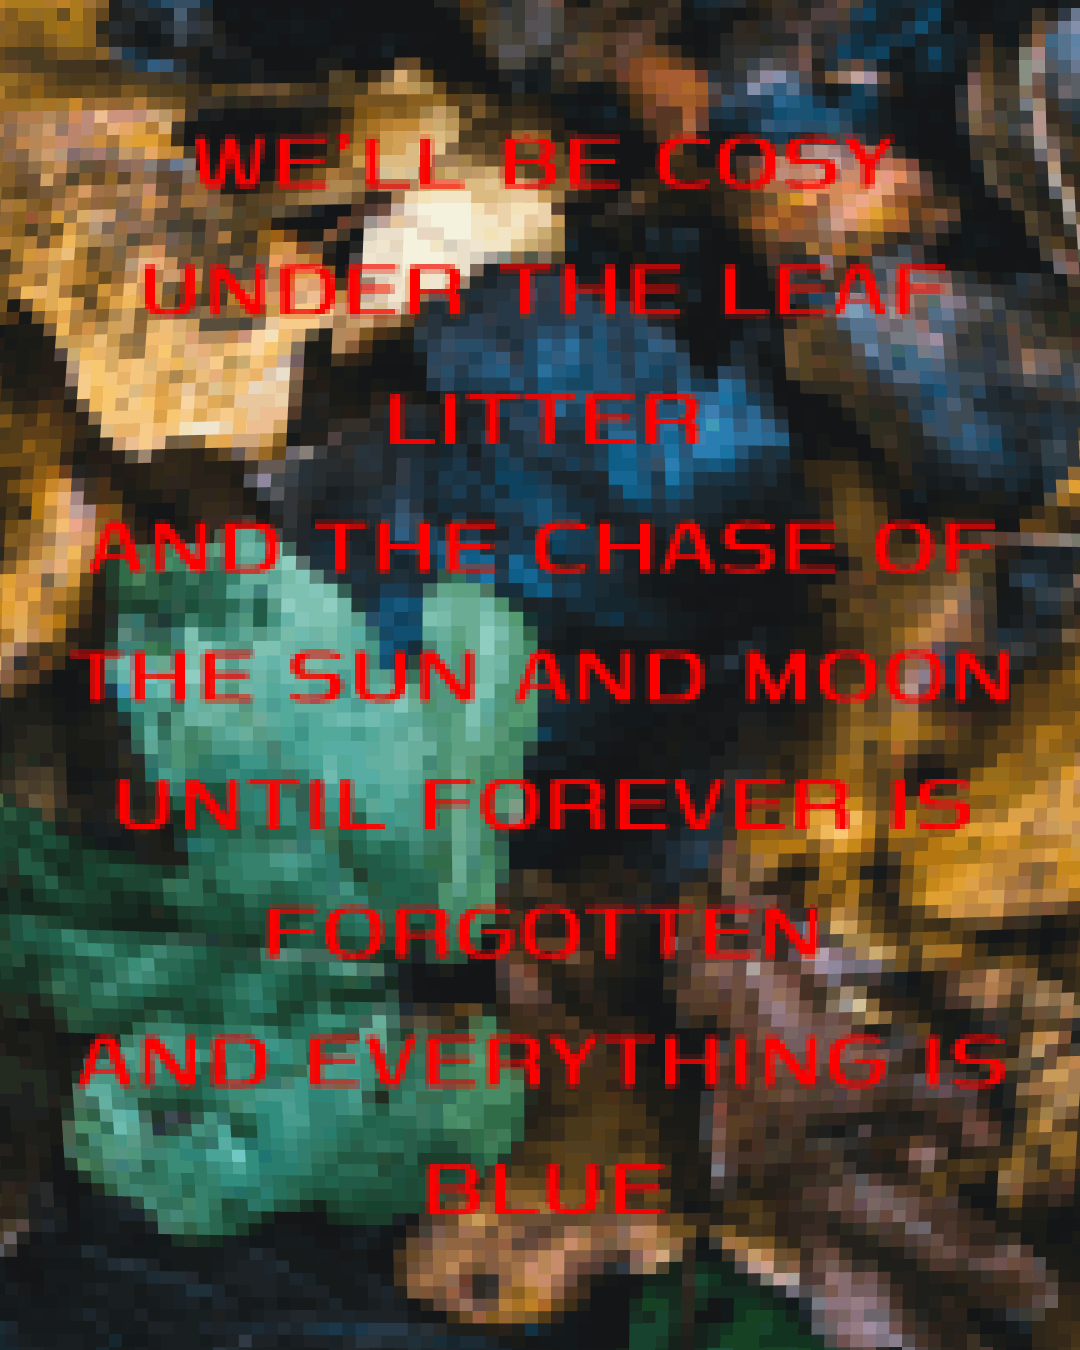 WE'LL BE COSY
UNDER THE LEAF
LITTER
AND THE CHASE OF
THE SUN AND MOON
UNTIL FOREVER IS
FORGOTTEN
AND EVERYTHING IS
BLUE